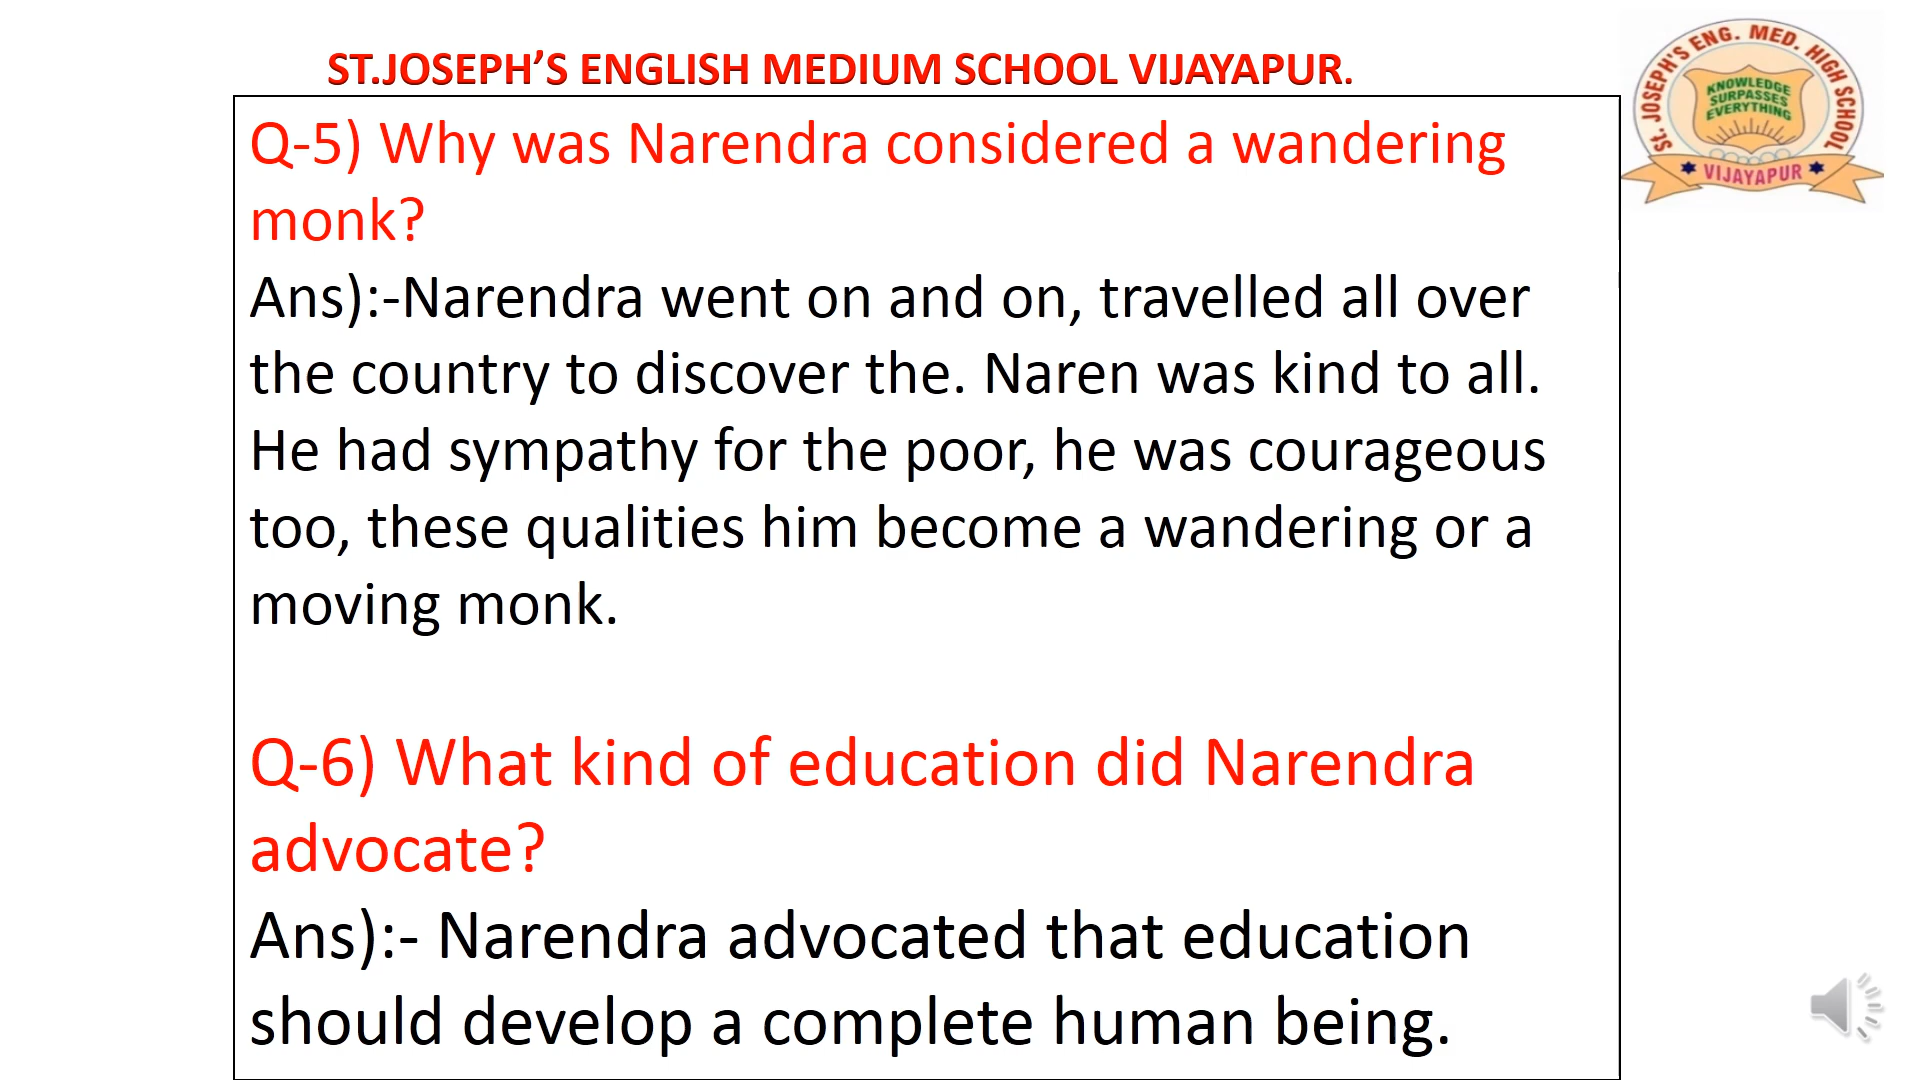 ST.JOSEPH’S ENGLISH MEDIUM SCHOOL VIJAYAPUR.
ST. JOSEPH'S ENG. MED. HIGH SCHOOL
KNOWLEDGE
SURPASSES
EVERYTHING
VIJAYAPUR
Q-5) Why was Narendra considered a wandering
monk?
Ans):-Narendra went on and on, travelled all over
the country to discover the. Naren was kind to all.
He had sympathy for the poor, he was courageous
too, these qualities him become a wandering or a
moving monk.
Q-6) What kind of education did Narendra
advocate?
Ans):- Narendra advocated that education
should develop a complete human being.